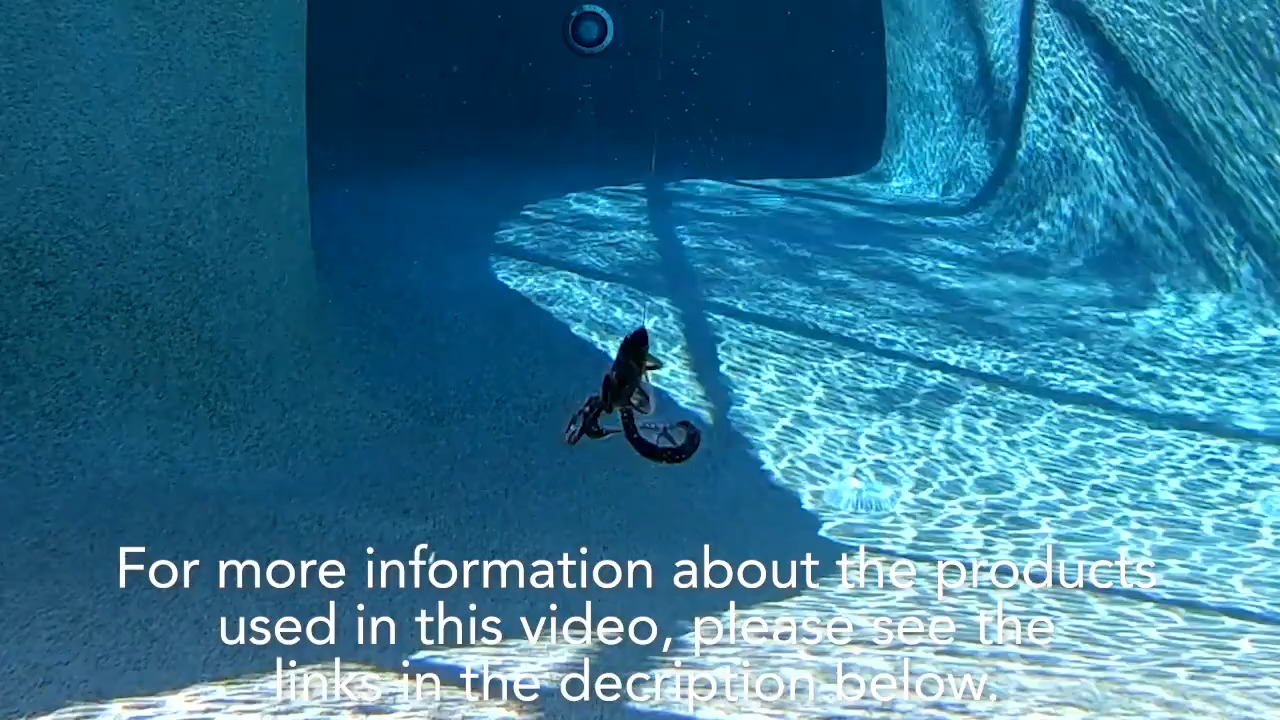 For more information about the products
used in this video, please see the
links in the decription below.